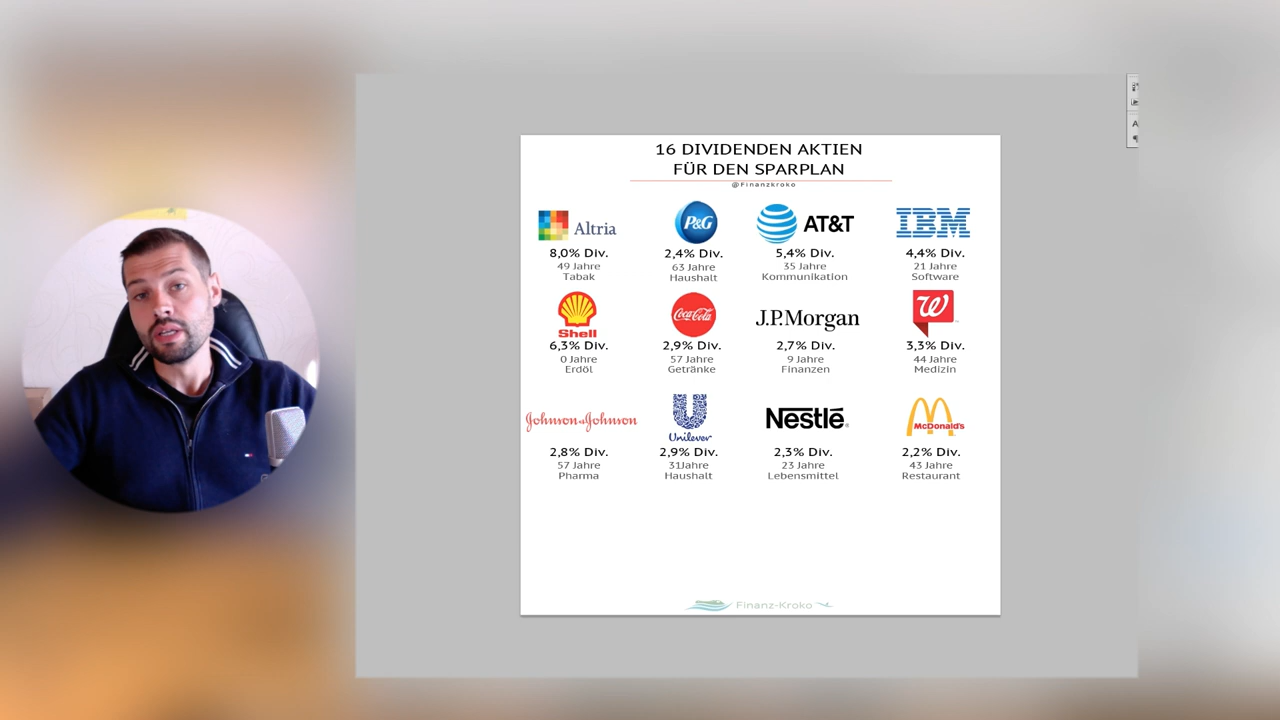 16 DIVIDENDEN AKTIEN
FÜR DEN SPARPLAN
@Finanzkroko
Altria
P&G
AT&T
IBM
8,0% Div.
2,4% Div.
5,4% Div.
4,4% Div.
49 Jahre
63 Jahre
35 Jahre
21 Jahre
Tabak
Haushalt
Kommunikation
Software
Shell
Coca-Cola
J.P.Morgan
W
6,3% Div.
2,9% Div.
2,7% Div.
3,3% Div.
0 Jahre
57 Jahre
9 Jahre
44 Jahre
Erdöl
Getränke
Finanzen
Medizin
Johnson&Johnson
Unilever
Nestlé
McDonald's
2,8% Div.
2,9% Div.
2,3% Div.
2,2% Div.
57 Jahre
31Jahre
23 Jahre
43 Jahre
Pharma
Haushalt
Lebensmittel
Restaurant
Finanz-Kroko
A